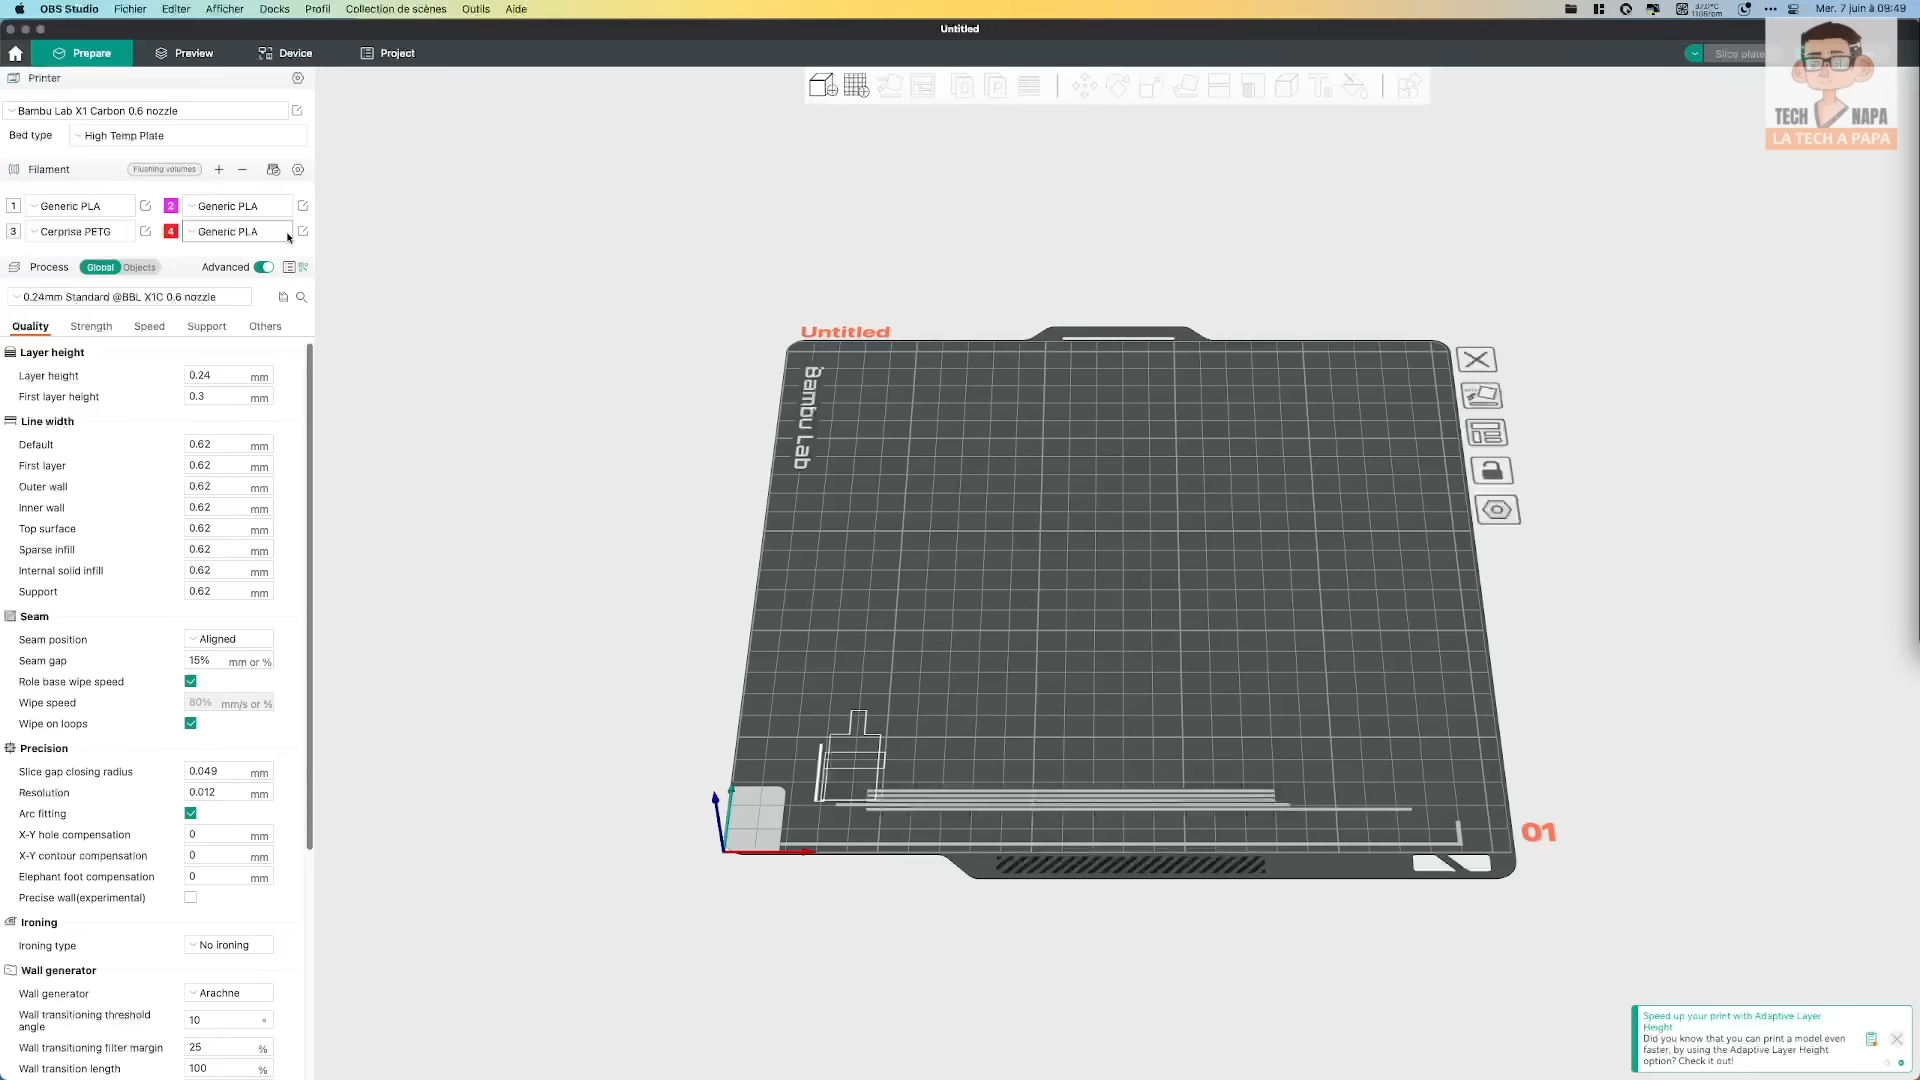 OBS Studio Fichier Editer Afficher Docks Profil Collection de scènes Outils Aide
Mer. 7 juin à 09:49
Untitled
Prepare Preview Device Project
Slice plate
TECH NAPA
LA TECH A PAPA
Printer
Bambu Lab X1 Carbon 0.6 nozzle
Bed type High Temp Plate
Filament Flushing volumes + −
1 Generic PLA 2 Generic PLA
3 Cerprise PETG 4 Generic PLA
Process Global Objects Advanced
0.24mm Standard @BBL X1C 0.6 nozzle
Quality Strength Speed Support Others
Layer height
Layer height 0.24 mm
First layer height 0.3 mm
Line width
Default 0.62 mm
First layer 0.62 mm
Outer wall 0.62 mm
Inner wall 0.62 mm
Top surface 0.62 mm
Sparse infill 0.62 mm
Internal solid infill 0.62 mm
Support 0.62 mm
Seam
Seam position Aligned
Seam gap 15% mm or %
Role base wipe speed
Wipe speed 80% mm/s or %
Wipe on loops
Precision
Slice gap closing radius 0.049 mm
Resolution 0.012 mm
Arc fitting
X-Y hole compensation 0 mm
X-Y contour compensation 0 mm
Elephant foot compensation 0 mm
Precise wall(experimental)
Ironing
Ironing type No ironing
Wall generator
Wall generator Arachne
Wall transitioning threshold
angle 10 °
Wall transitioning filter margin 25 %
Wall transition length 100 %
Untitled
Bambu Lab
01
Speed up your print with Adaptive Layer
Height
Did you know that you can print a model even
faster, by using the Adaptive Layer Height
option? Check it out!